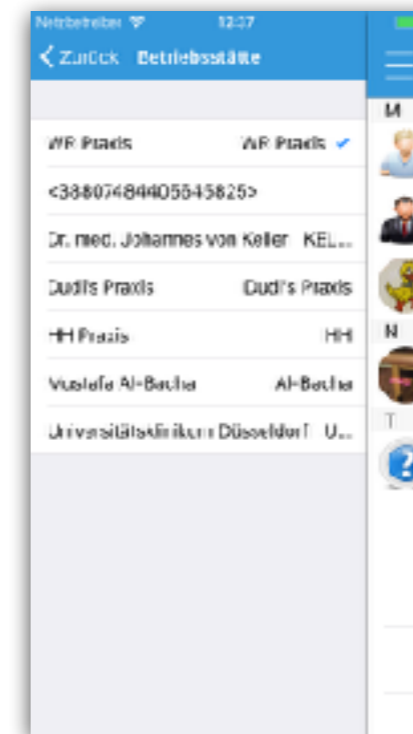 Netzbetreiber 12:37
Zurück Betriebsstätte
WR Praxis WR Praxis
<38807484405645825>
Dr. med. Johannes von Keller KEL...
Dudi's Praxis Dudi's Praxis
HH Praxis HH
Mustafa Al-Bacha Al-Bacha
Universitätsklinikum Düsseldorf U...
M
N
T